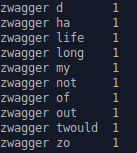 zwagger d 1
zwagger ha 1
zwagger life 1
zwagger long 1
zwagger my 1
zwagger not 1
zwagger of 1
zwagger out 1
zwagger twould 1
zwagger zo 1